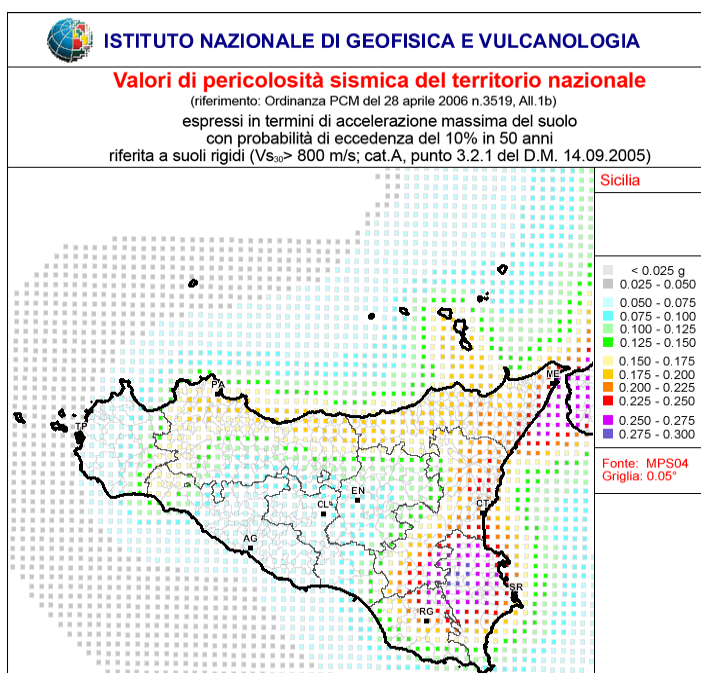 ISTITUTO NAZIONALE DI GEOFISICA E VULCANOLOGIA
Valori di pericolosità sismica del territorio nazionale
(riferimento: Ordinanza PCM del 28 aprile 2006 n.3519, All.1b)
espressi in termini di accelerazione massima del suolo
con probabilità di eccedenza del 10% in 50 anni
riferita a suoli rigidi (Vs30> 800 m/s; cat.A, punto 3.2.1 del D.M. 14.09.2005)
Sicilia
< 0.025 g
0.025 - 0.050
0.050 - 0.075
0.075 - 0.100
0.100 - 0.125
0.125 - 0.150
0.150 - 0.175
0.175 - 0.200
0.200 - 0.225
0.225 - 0.250
0.250 - 0.275
0.275 - 0.300
Fonte: MPS04
Griglia: 0.05°
ME
PA
TP
EN
CL
CT
AG
SR
RG